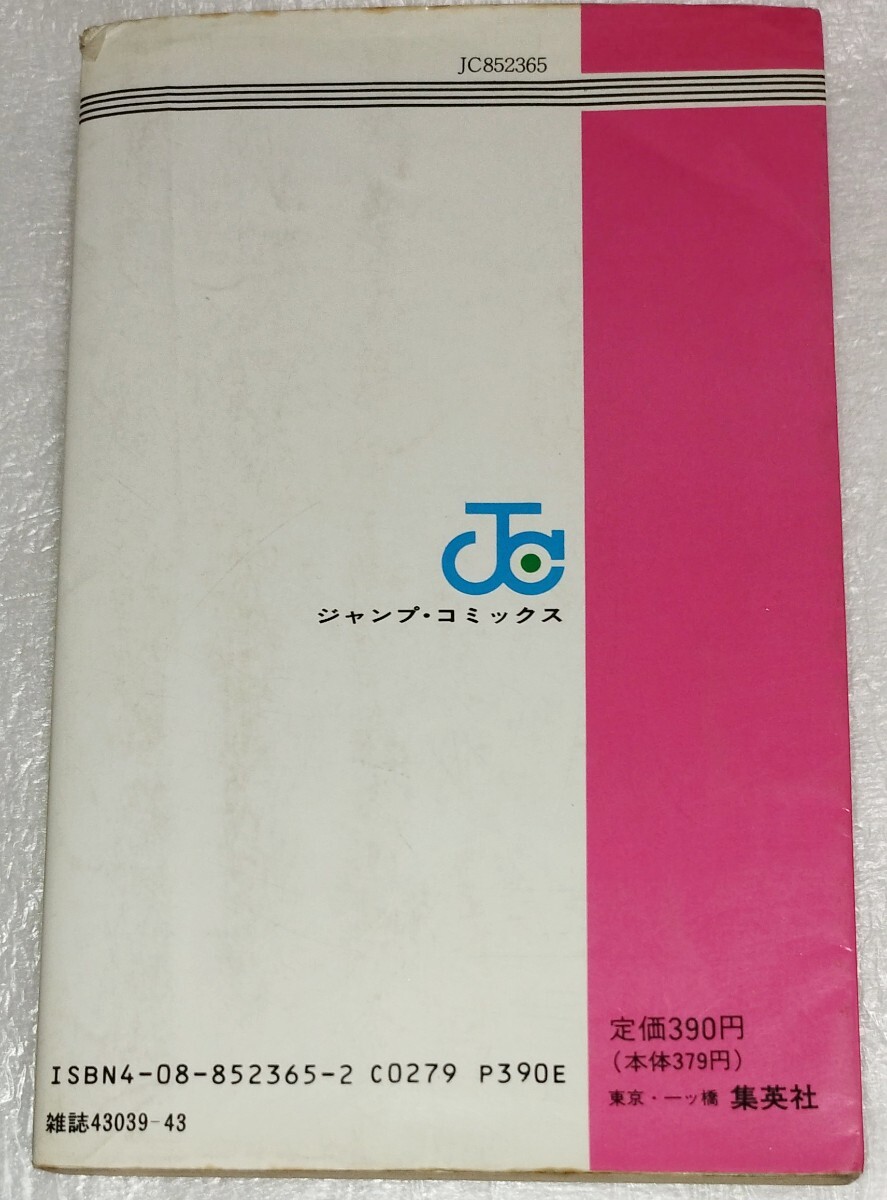 JC852365
JC
ジャンプ・コミックス
定価390円
(本体379円)
東京・一ッ橋 集英社
ISBN4-08-852365-2 C0279 P390E
雑誌43039-43